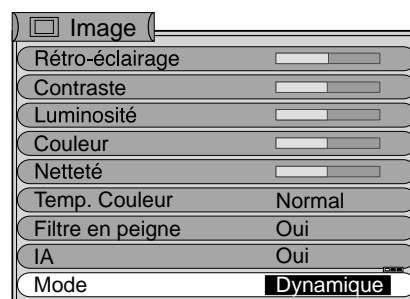 Image
Rétro-éclairage
Contraste
Luminosité
Couleur
Netteté
Temp. Couleur Normal
Filtre en peigne Oui
IA Oui
Mode Dynamique